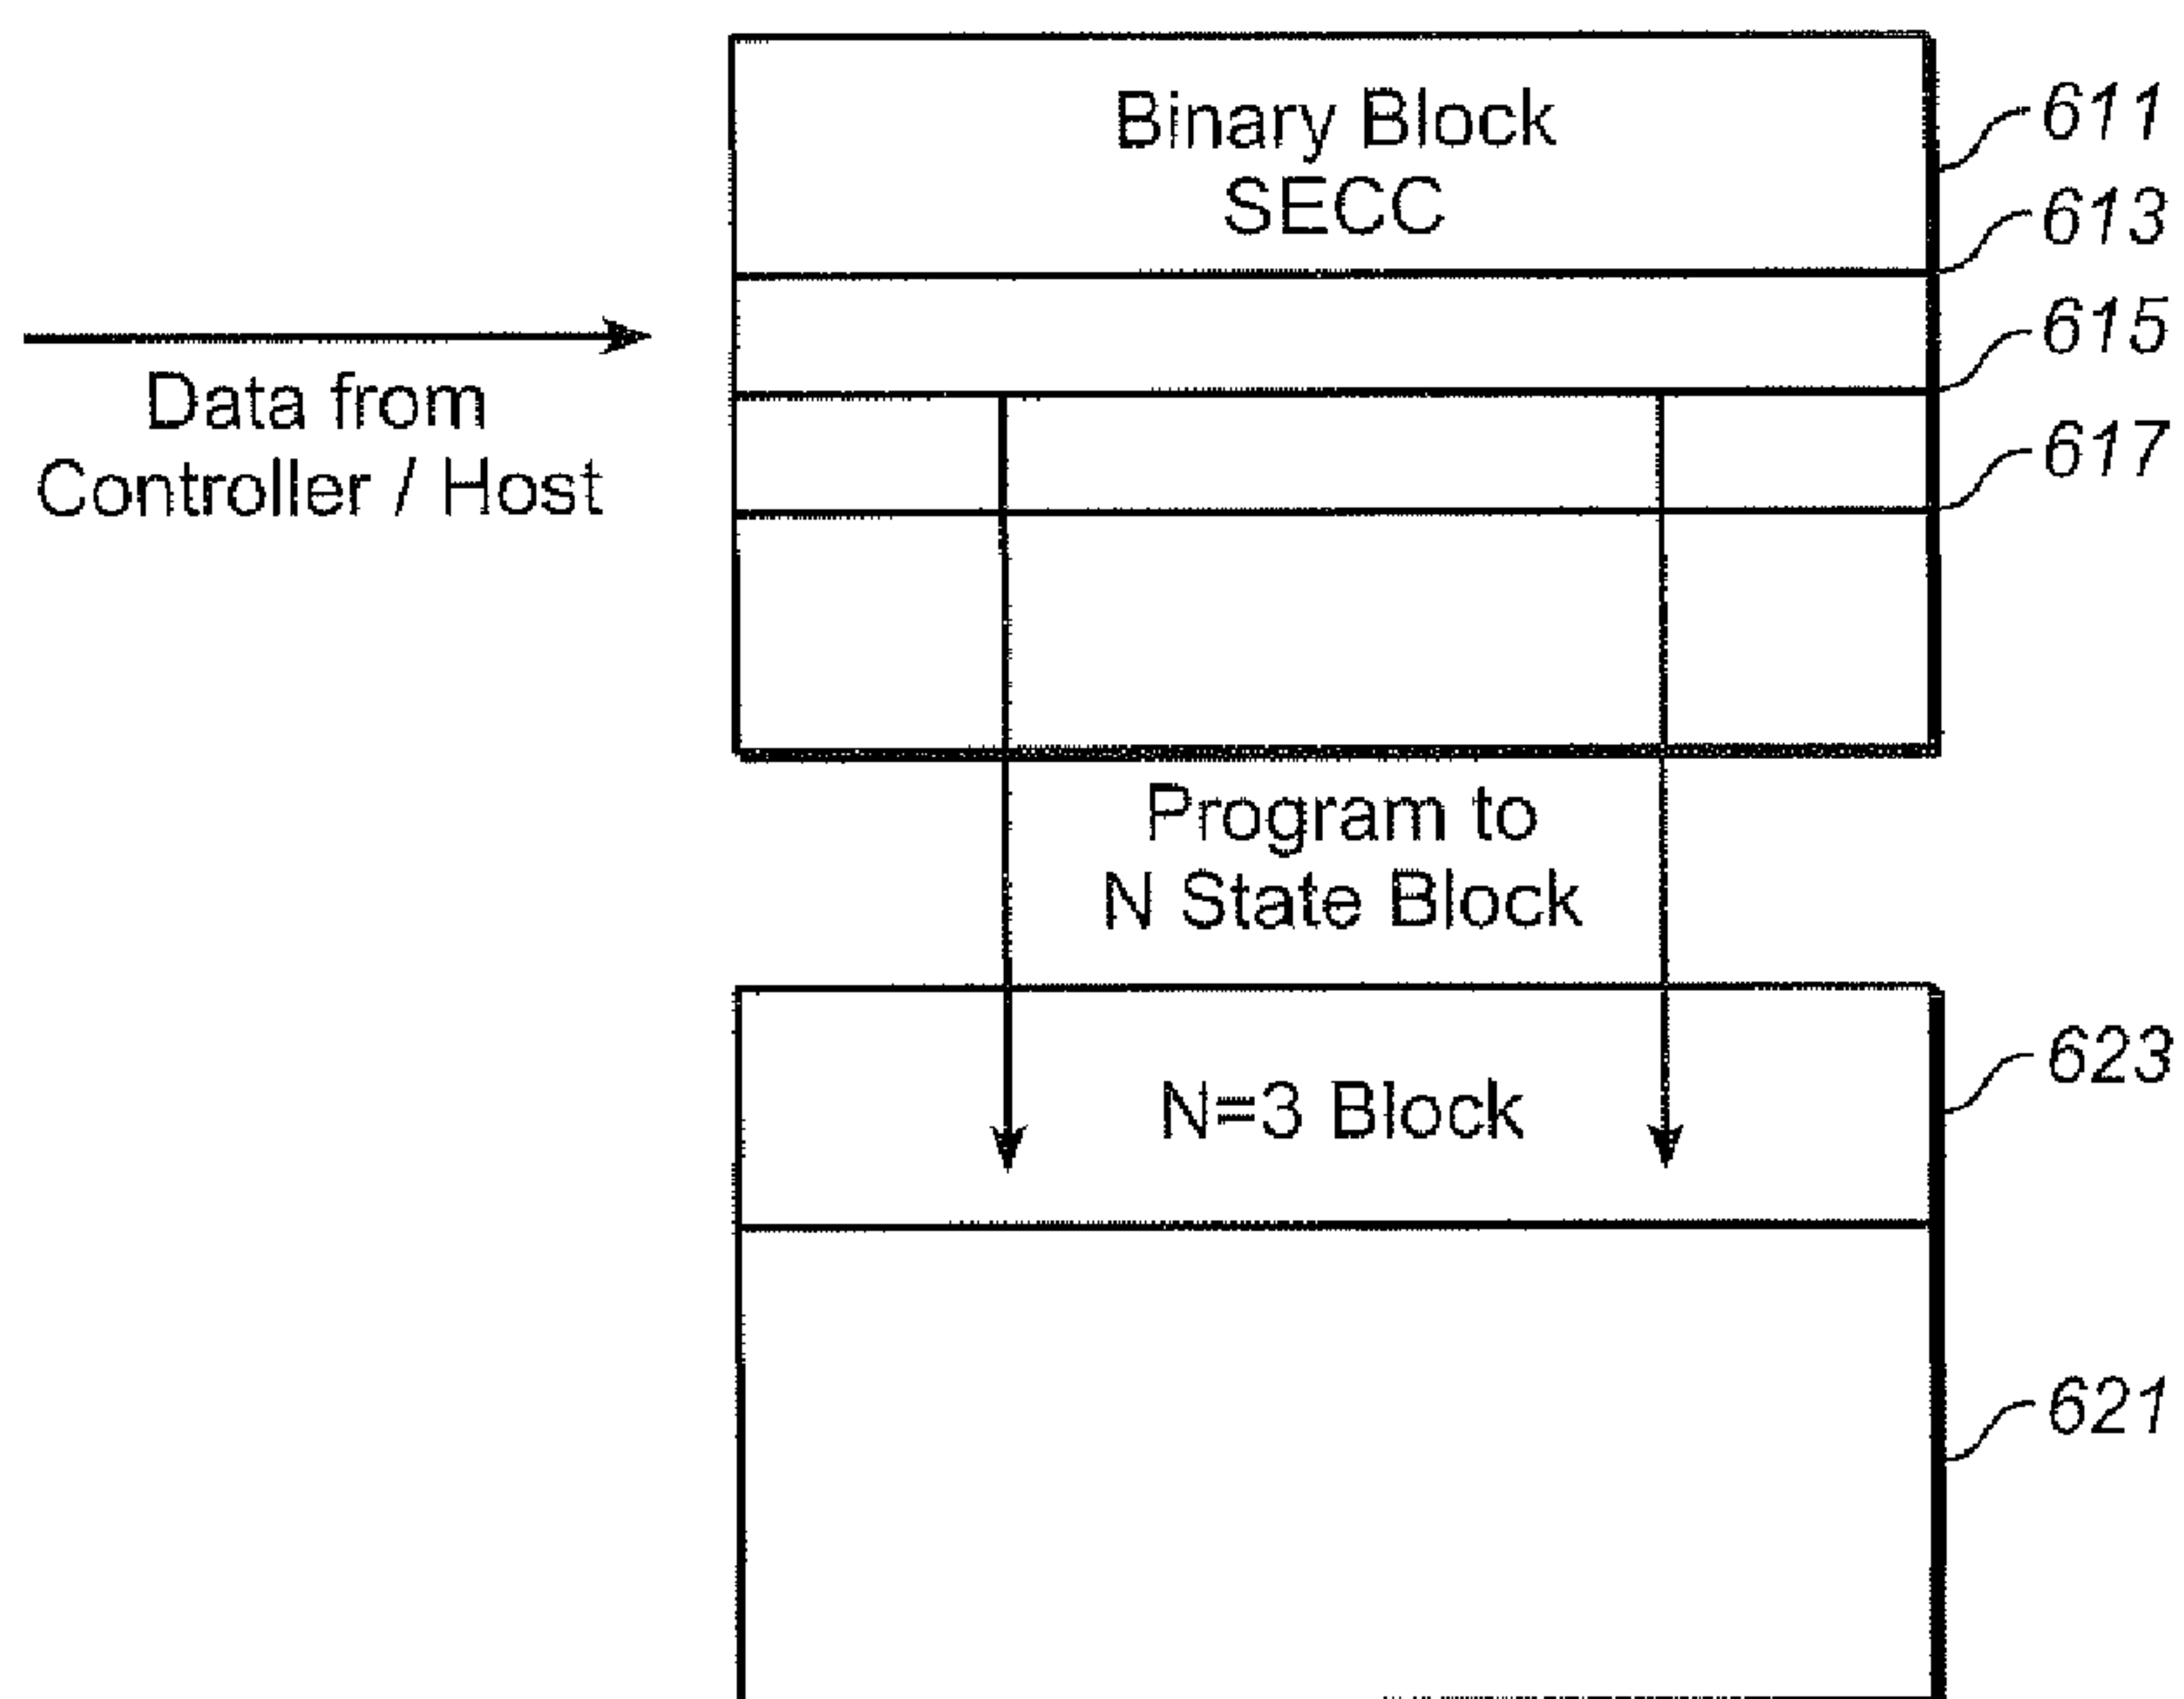 Binary Block
SECC
611
613
615
617
Data from
Controller / Host
Program to
N State Block
N=3 Block
623
621